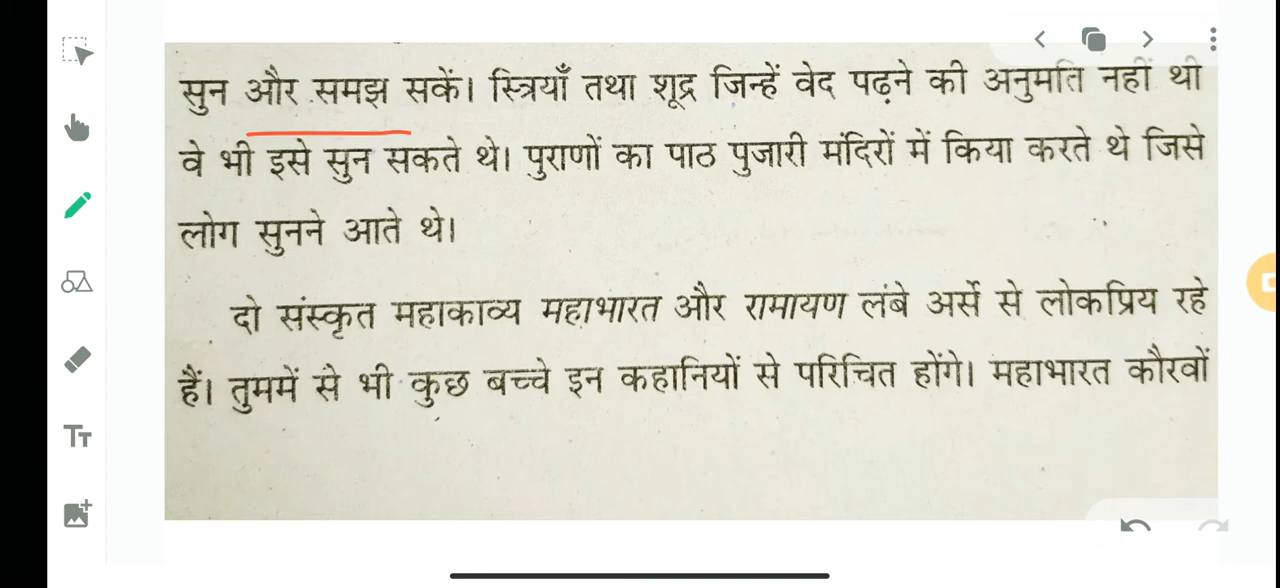 सुन और समझ सकें। स्त्रियाँ तथा शूद्र जिन्हें वेद पढ़ने की अनुमति नहीं थी
वे भी इसे सुन सकते थे। पुराणों का पाठ पुजारी मंदिरों में किया करते थे जिसे
लोग सुनने आते थे।
दो संस्कृत महाकाव्य महाभारत और रामायण लंबे अर्से से लोकप्रिय रहे
हैं। तुममें से भी कुछ बच्चे इन कहानियों से परिचित होंगे। महाभारत कौरवों